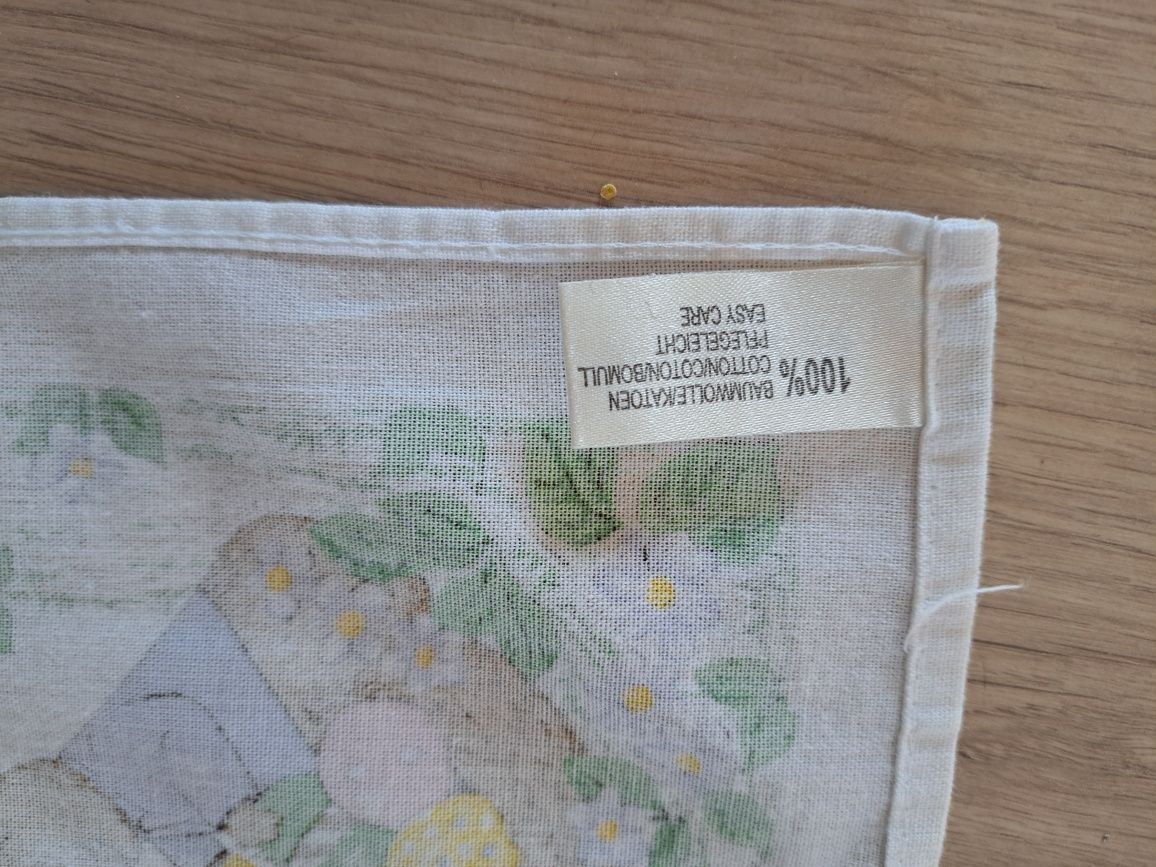 100% BAUMWOLLE/KATOEN
COTTON/COTON/BOMULL
PFLEGELEICHT
EASY CARE